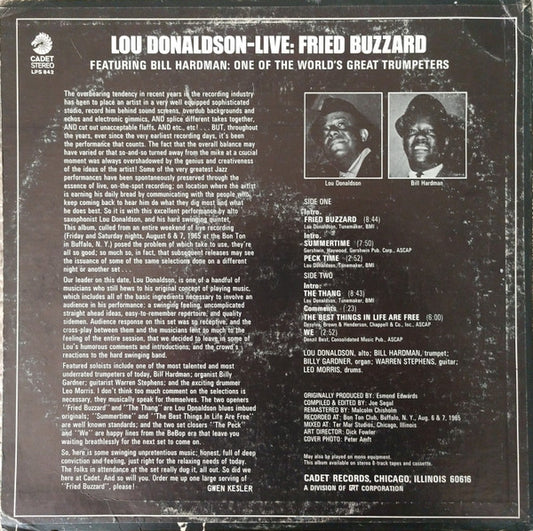 CADET
STEREO
LPS 842
LOU DONALDSON-LIVE: FRIED BUZZARD
FEATURING BILL HARDMAN: ONE OF THE WORLD'S GREAT TRUMPETERS
The overbearing tendency in recent years in the recording industry
has been to place an artist in a very well equipped sophisticated
studio, record him behind sound screens, overdub backgrounds and
echos and electronic gimmics, AND splice different takes together,
AND cut out unacceptable fluffs, AND etc., etc! . . . BUT, throughout the
years, ever since the very earliest recording days, it's been
the performance that counts. The fact that the overall balance may
have varied or that so-and-so turned away from the mike at a crucial
moment was always overshadowed by the genius and creativeness
of the ideas of the artist! Some of the very greatest Jazz
performances have been spontaneously preserved through the
essence of live, on-the-spot recording; on location where the artist
is earning his daily bread by communicating with the people who
keep coming back to hear him do what they dig most and what
he does best. So it is with this excellent performance by alto
saxophonist Lou Donaldson, and his hard swinging quintet.
This album, culled from an entire weekend of live recording
(Friday and Saturday nights, August 6 & 7, 1965 at the Bon Ton
in Buffalo, N. Y.) posed the problem of which take to use, they're
all so good; so much so, in fact, that subsequent releases may see
the issuance of some of the same selections done on a different
night or another set . . .
Our leader on this date, Lou Donaldson, is one of a handful of
musicians who still hews to his original concept of playing music,
which includes all of the basic ingredients necessary to involve an
audience in his performance; a swinging feeling, uncomplicated
straight ahead ideas, easy-to-remember repertoire, and quality
sidemen. Audience response on this set was so receptive, and the
cross-play between them and the musicians lent so much to the
feeling of the entire session, that we decided to leave in some of
Lou's humorous comments and introductions; and the crowd's
reactions to the hard swinging band.
Featured soloists include one of the most talented and most
underrated trumpeters of today, Bill Hardman; organist Billy
Gardner; guitarist Warren Stephens; and the exciting drummer
Leo Morris. I don't think too much comment on the selections is
necessary, they musically speak for themselves. The two openers
"Fried Buzzard" and "The Thang" are Lou Donaldson blues imbued
originals; "Summertime" and "The Best Things In Life Are Free"
are well known standards; and the two set closers "The Peck"
and "We" are happy lines from the BeBop era that leave you
waiting breathlessly for the next set to come on.
So, here is some swinging unpretentious music; honest, full of deep
conviction and feeling, just right for the relaxing needs of today.
The folks in attendance at the set really dug it, all out. So did we
here at Cadet. And so will you. Order me up one large serving of
"Fried Buzzard", please!
GWEN KESLER
Lou Donaldson
Bill Hardman
SIDE ONE
Intro.
FRIED BUZZARD (8:44)
Lou Donaldson, Tunemaker, BMI
Intro.
SUMMERTIME (7:50)
Gershwin, Heyward, Gershwin Pub. Corp., ASCAP
PECK TIME (2:52)
Lou Donaldson, Tunemaker, BMI
SIDE TWO
Intro:
THE THANG (8:43)
Lou Donaldson, Tunemaker, BMI
Comments (:23)
THE BEST THINGS IN LIFE ARE FREE (6:00)
Desylva, Brown & Henderson, Chappell & Co., Inc., ASCAP
WE (2:52)
Donail Best, Consolidated Music Pub., ASCAP
LOU DONALDSON, alto; BILL HARDMAN, trumpet;
BILLY GARDNER, organ; WARREN STEPHENS, guitar;
LEO MORRIS, drums.
ORIGINALLY PRODUCED BY: Esmond Edwards
COMPILED & EDITED BY: Joe Segal
REMASTERED BY: Malcolm Chisholm
RECORDED AT: Bon Ton Club, Buffalo, N. Y., Aug. 6 & 7, 1965
MIXED AT: Ter Mar Studios, Chicago, Illinois
ART DIRECTOR: Dick Fowler
COVER PHOTO: Peter Amft
May also be played on mono equipment.
This album available on stereo 8-track tapes and cassettes.
CADET RECORDS, CHICAGO, ILLINOIS 60616
A DIVISION OF GRT CORPORATION